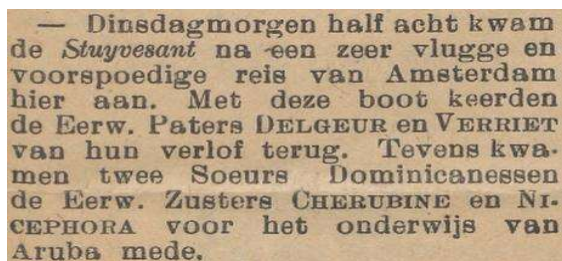 — Dinsdagmorgen half acht kwam
de Stuyvesant na een zeer vlugge en
voorspoedige reis van Amsterdam
hier aan. Met deze boot keerden
de Eerw. Paters DELGEUR en VERRIET
van hun verlof terug. Tevens kwa-
men twee Soeurs Dominicanessen
de Eerw. Zusters CHERUBINE en NI-
CEPHORA voor het onderwijs van
Aruba mede.